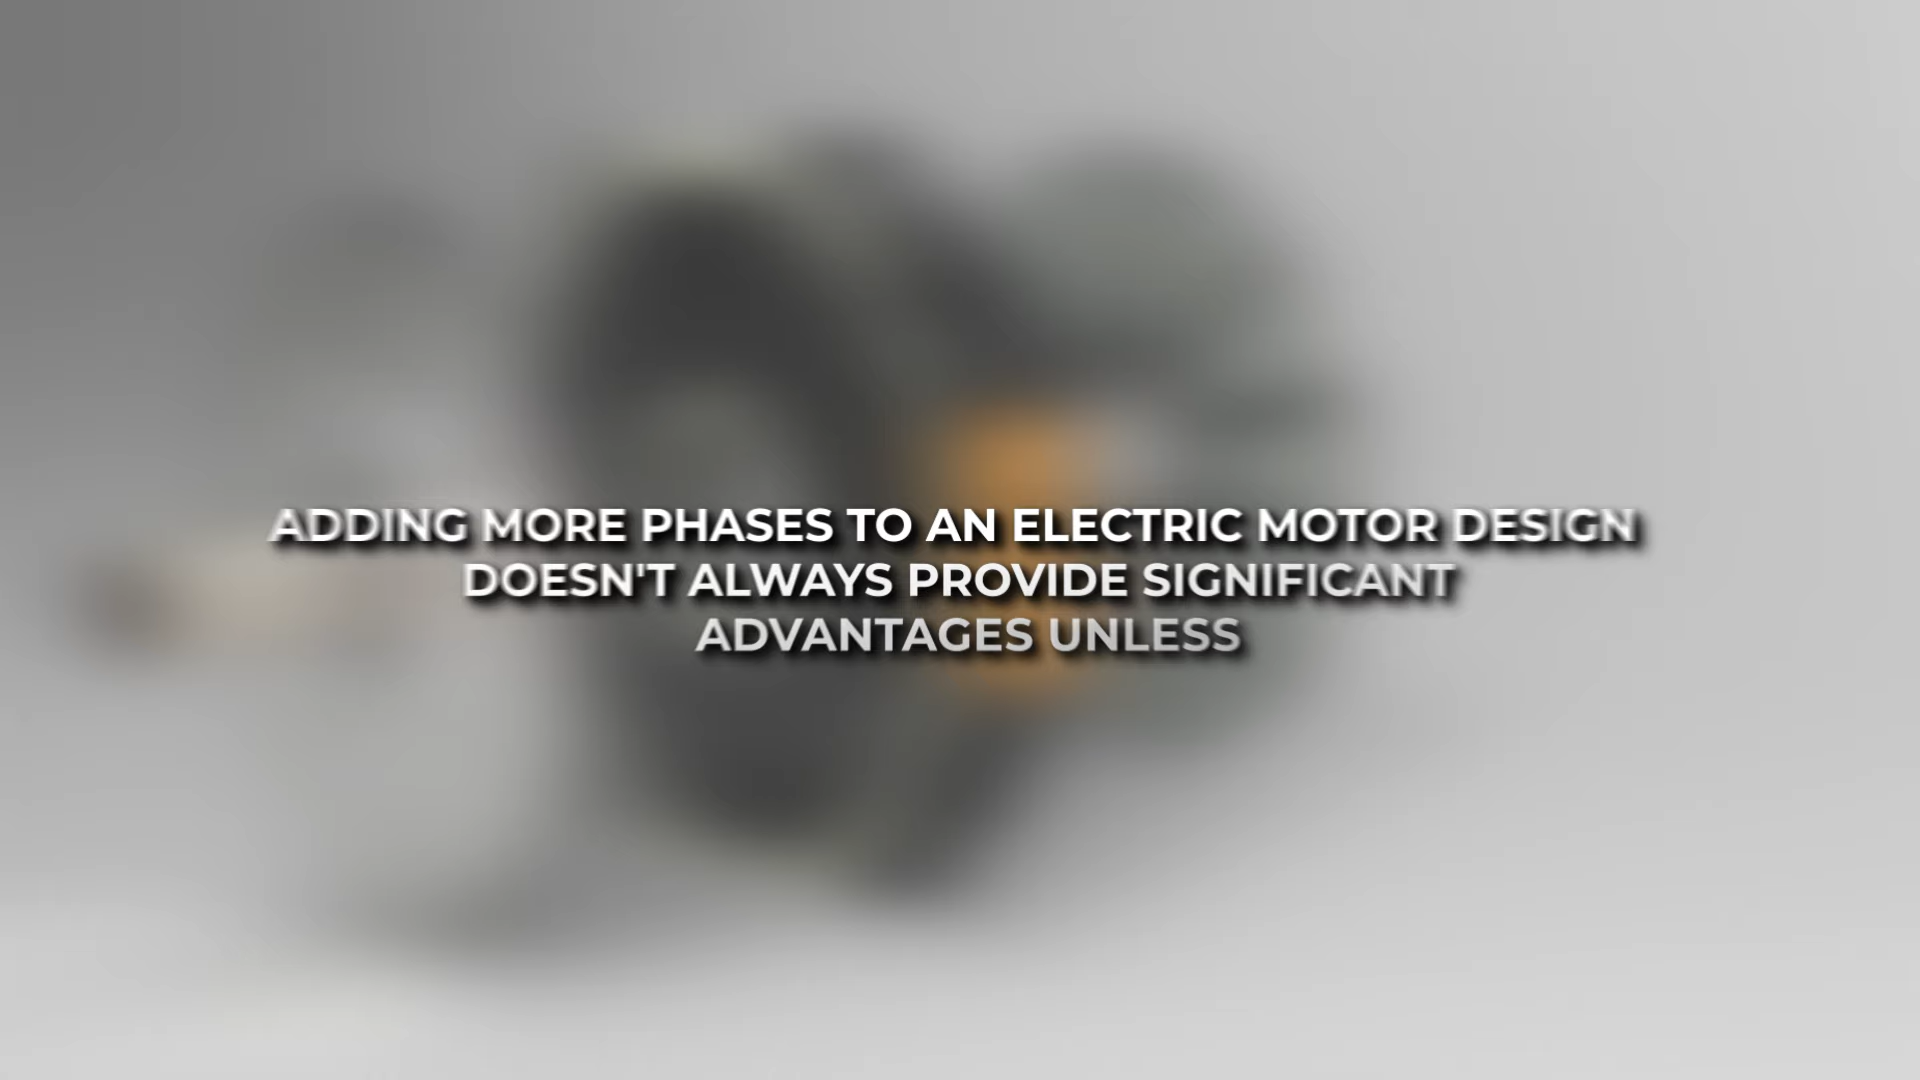 ADDING MORE PHASES TO AN ELECTRIC MOTOR DESIGN
DOESN'T ALWAYS PROVIDE SIGNIFICANT
ADVANTAGES UNLESS